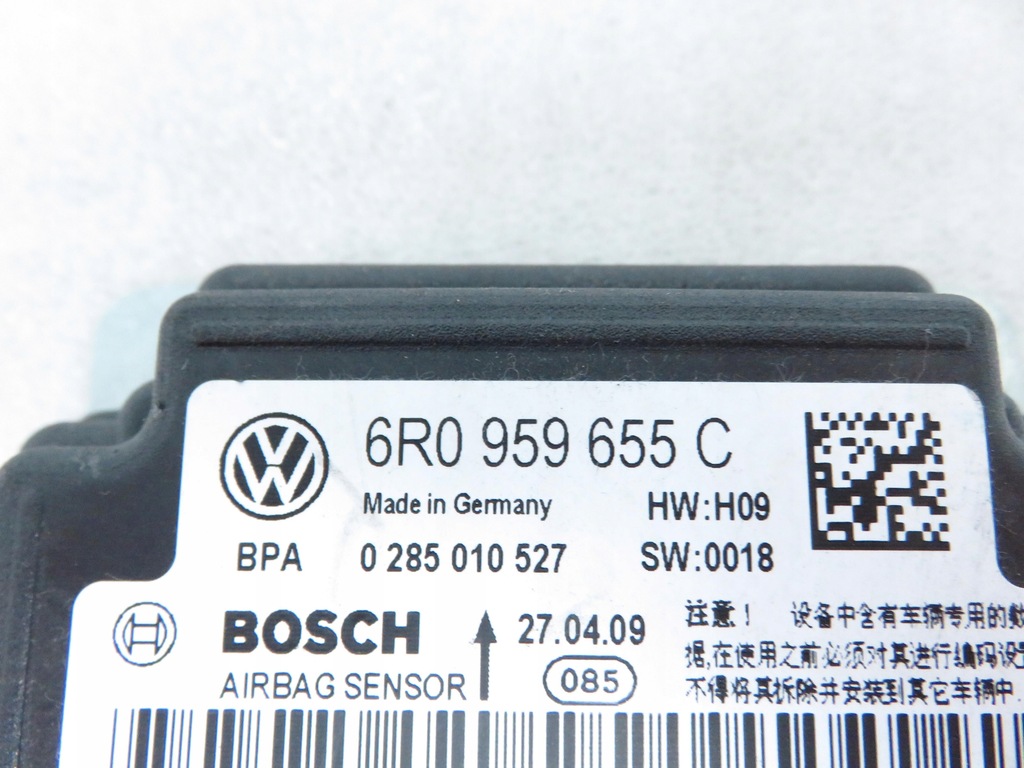 6R0 959 655 C
Made in Germany HW:H09
BPA 0 285 010 527 SW:0018
BOSCH 27.04.09
AIRBAG SENSOR 085
注意！ 设备中含有车辆专用的数
据,在使用之前必须对其进行编码设置
不得将其拆除并安装到其它车辆中.